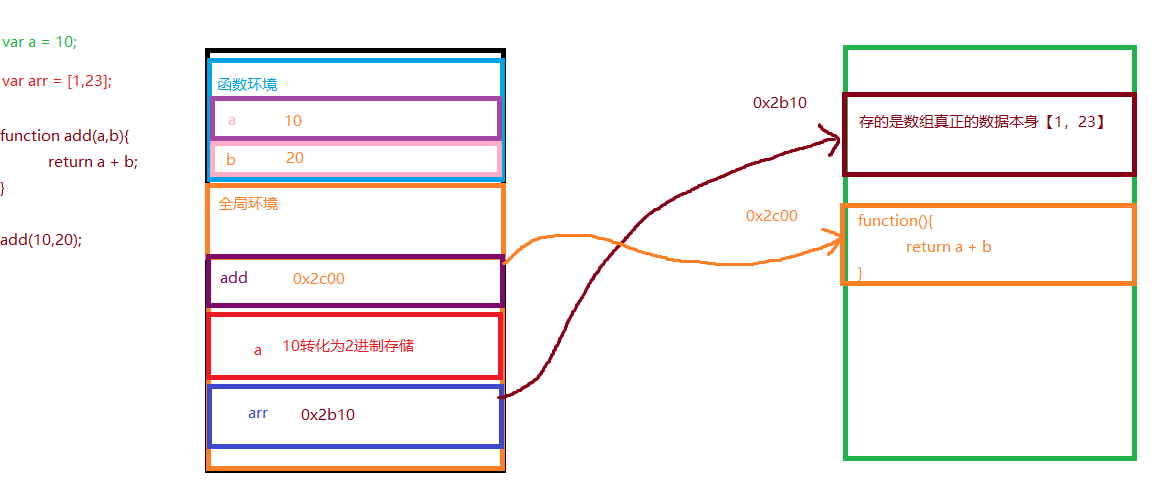 var a = 10;
var arr = [1,23];
function add(a,b){
return a + b;
}
add(10,20);
函数环境
a 10
b 20
全局环境
add 0x2c00
a 10转化为2进制存储
arr 0x2b10
0x2b10
存的是数组真正的数据本身【1，23】
0x2c00
function(){
return a + b
}